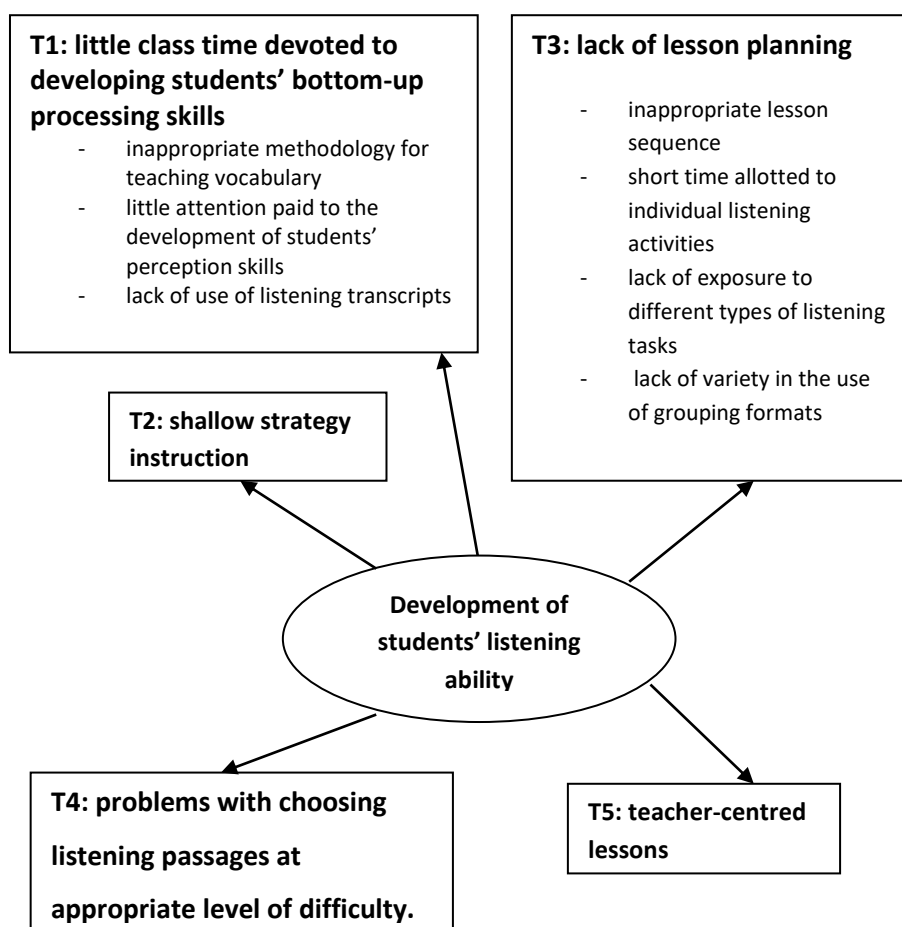 T1: little class time devoted to
developing students’ bottom-up
processing skills
- inappropriate methodology for
teaching vocabulary
- little attention paid to the
development of students’
perception skills
- lack of use of listening transcripts
T3: lack of lesson planning
- inappropriate lesson
sequence
- short time allotted to
individual listening
activities
- lack of exposure to
different types of listening
tasks
- lack of variety in the use
of grouping formats
T2: shallow strategy
instruction
Development of
students’ listening
ability
T4: problems with choosing
listening passages at
appropriate level of difficulty.
T5: teacher-centred
lessons